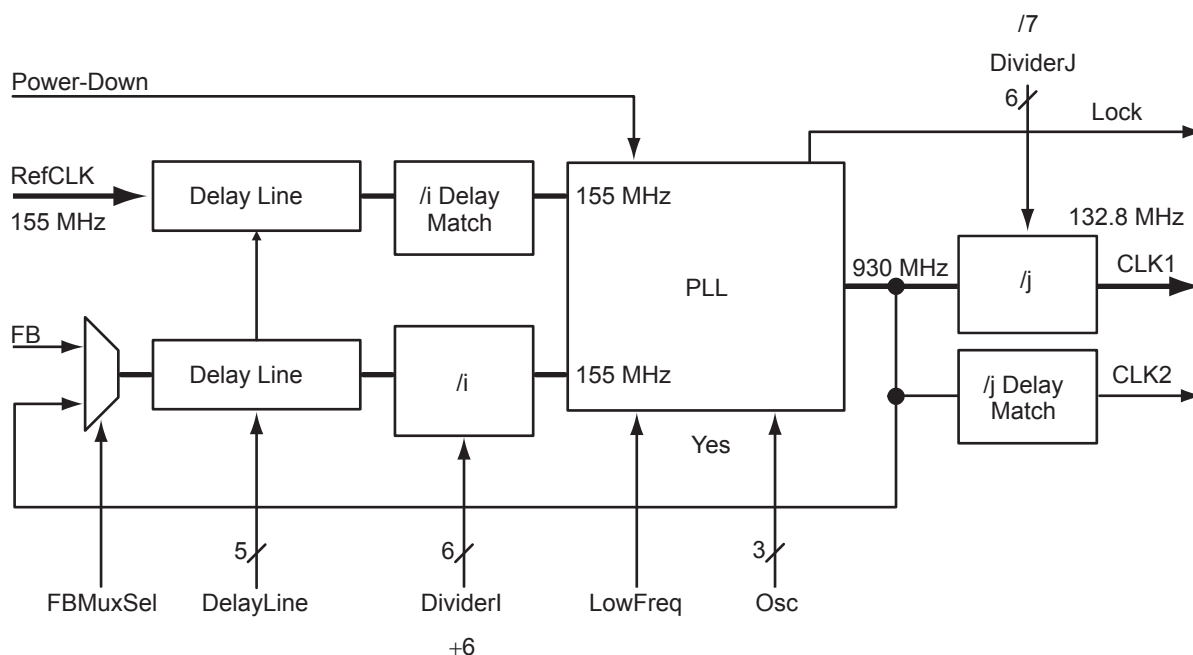 /7
DividerJ
6
Power-Down
Lock
RefCLK
155 MHz
Delay Line
/i Delay
Match
155 MHz
PLL
930 MHz
/j
132.8 MHz
CLK1
FB
Delay Line
/i
155 MHz
/j Delay
Match
CLK2
Yes
5
6
3
FBMuxSel
DelayLine
DividerI
LowFreq
Osc
+6